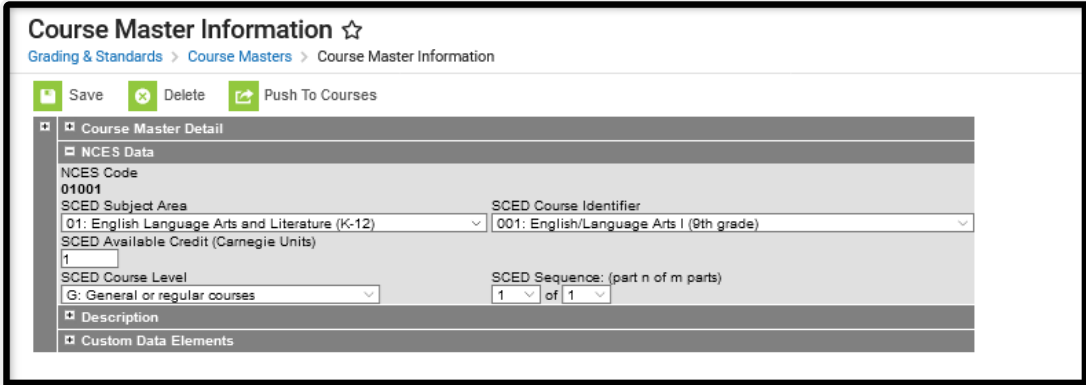 Course Master Information
Grading & Standards > Course Masters > Course Master Information
Save Delete Push To Courses
Course Master Detail
NCES Data
NCES Code
01001
SCED Subject Area SCED Course Identifier
01: English Language Arts and Literature (K-12) 001: English/Language Arts I (9th grade)
SCED Available Credit (Carnegie Units)
1
SCED Course Level SCED Sequence: (part n of m parts)
G: General or regular courses 1 of 1
Description
Custom Data Elements